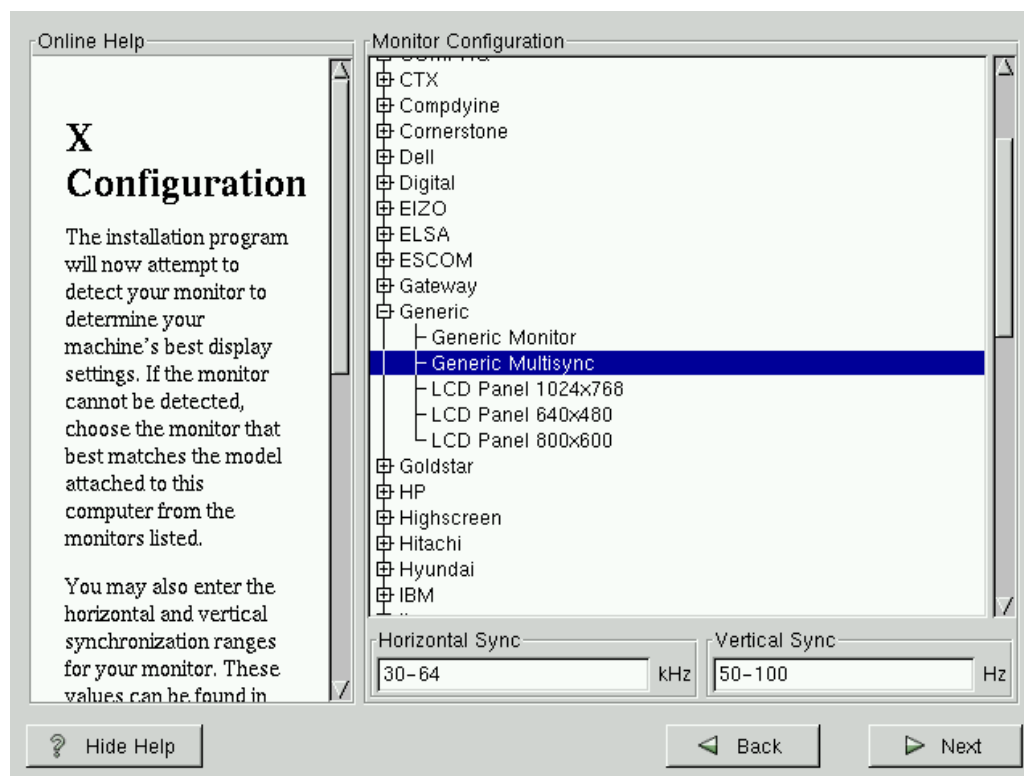 Online Help
X
Configuration
The installation program
will now attempt to
detect your monitor to
determine your
machine's best display
settings. If the monitor
cannot be detected,
choose the monitor that
best matches the model
attached to this
computer from the
monitors listed.
You may also enter the
horizontal and vertical
synchronization ranges
for your monitor. These
values can be found in
Monitor Configuration
CTX
Compdyine
Cornerstone
Dell
Digital
EIZO
ELSA
ESCOM
Gateway
Generic
Generic Monitor
Generic Multisync
LCD Panel 1024x768
LCD Panel 640x480
LCD Panel 800x600
Goldstar
HP
Highscreen
Hitachi
Hyundai
IBM
Horizontal Sync
30-64 kHz
Vertical Sync
50-100 Hz
? Hide Help
Back
Next